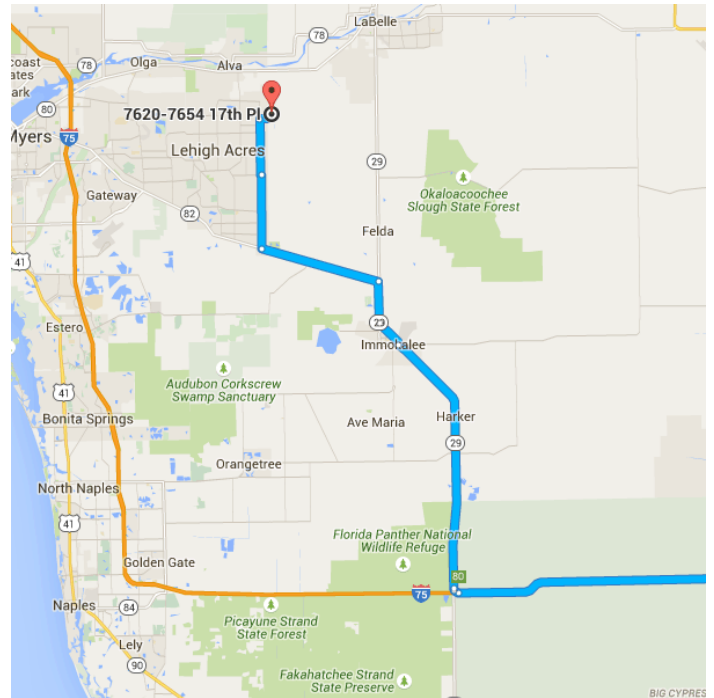 LaBelle
78
78
Olga
Alva
coast
ates
Park
80
7620-7654 17th Pl
Myers
75
Lehigh Acres
29
Okaloacoochee
Slough State Forest
Gateway
82
Felda
41
Estero
23
Immokalee
Audubon Corkscrew
Swamp Sanctuary
41
Bonita Springs
Ave Maria
Harker
29
Orangetree
North Naples
41
Florida Panther National
Wildlife Refuge
Golden Gate
80
75
Naples
84
Picayune Strand
State Forest
Lely
90
Fakahatchee Strand
State Preserve
BIG CYPRES